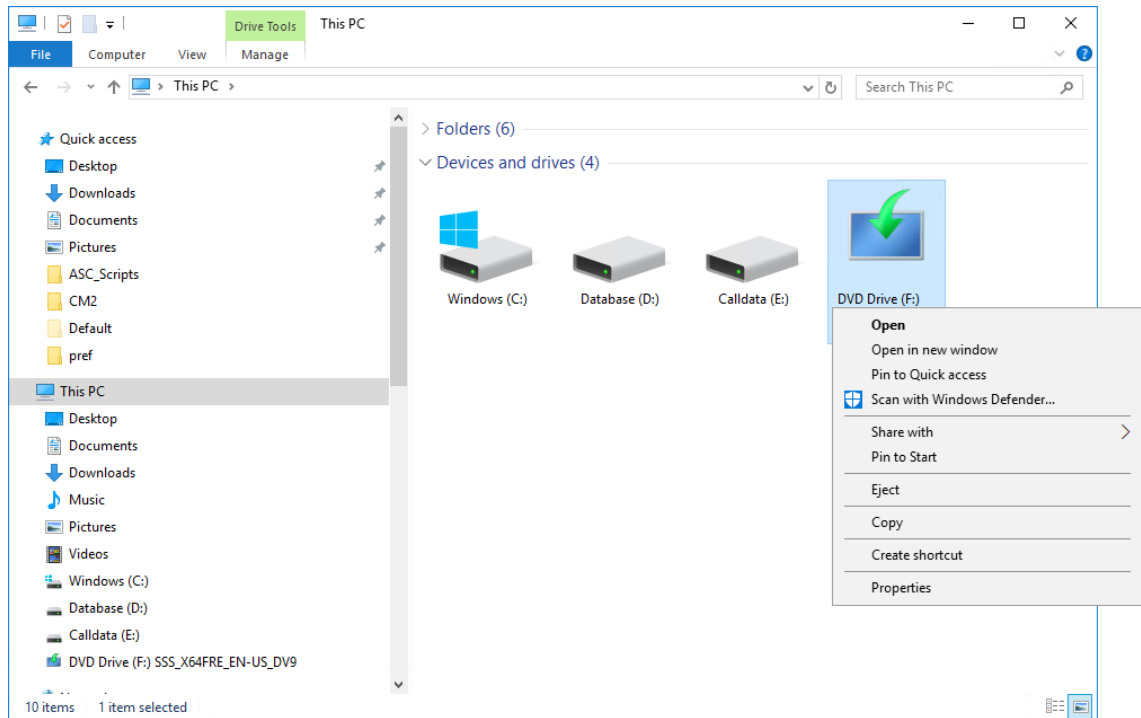 Drive Tools This PC
File Computer View Manage
This PC
Search This PC
Quick access
Desktop
Downloads
Documents
Pictures
ASC_Scripts
CM2
Default
pref
This PC
Desktop
Documents
Downloads
Music
Pictures
Videos
Windows (C:)
Database (D:)
Calldata (E:)
DVD Drive (F:) SSS_X64FRE_EN-US_DV9
Folders (6)
Devices and drives (4)
Windows (C:) Database (D:) Calldata (E:) DVD Drive (F:)
Open
Open in new window
Pin to Quick access
Scan with Windows Defender...
Share with
Pin to Start
Eject
Copy
Create shortcut
Properties
10 items 1 item selected